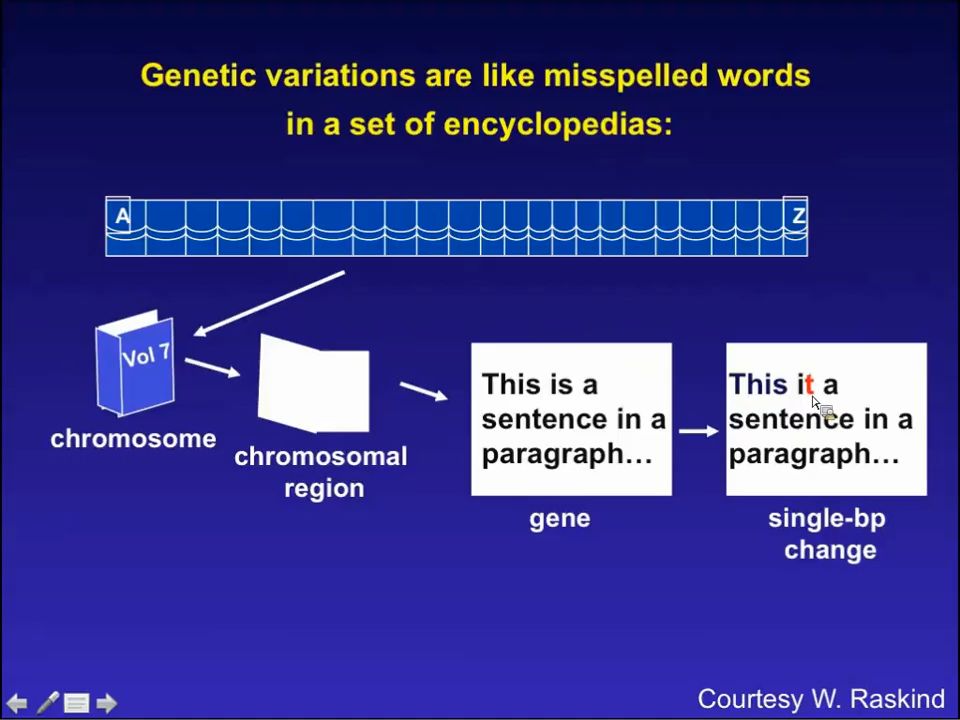 Genetic variations are like misspelled words
in a set of encyclopedias:
A
Z
Vol 7
chromosome
chromosomal
region
This is a
sentence in a
paragraph…
gene
This it a
sentence in a
paragraph…
single-bp
change
Courtesy W. Raskind